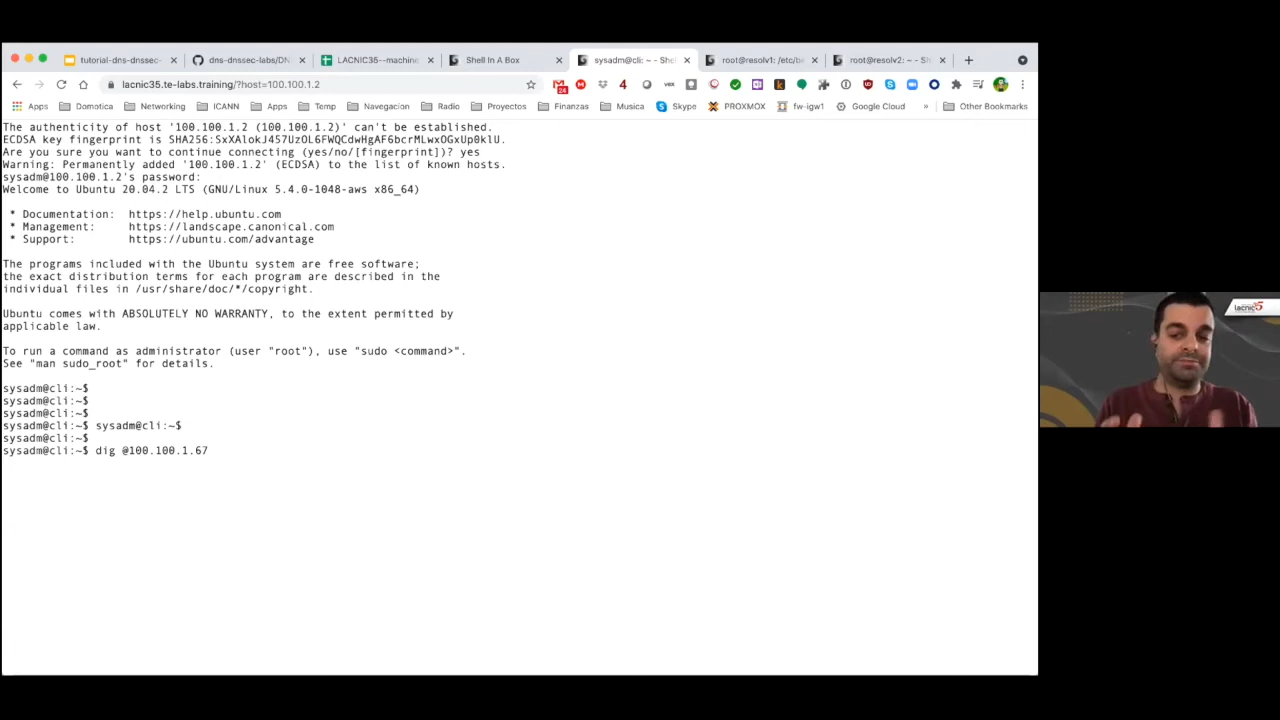 tutorial-dns-dnssec-
dns-dnssec-labs/DN
LACNIC35--machine
Shell In A Box
sysadm@cli: ~ - She
root@resolv1: /etc/be
root@resolv2: ~ - Sh
lacnic35.te-labs.training/?host=100.100.1.2
24
4
Apps
Domotica
Networking
ICANN
Apps
Temp
Navegacion
Radio
Proyectos
Finanzas
Musica
Skype
PROXMOX
fw-igw1
Google Cloud
»
Other Bookmarks
The authenticity of host '100.100.1.2 (100.100.1.2)' can't be established.
ECDSA key fingerprint is SHA256:SxXAlokJ457UzOL6FWQCdwHgAF6bcrMLwxOGxUp0klU.
Are you sure you want to continue connecting (yes/no/[fingerprint])? yes
Warning: Permanently added '100.100.1.2' (ECDSA) to the list of known hosts.
sysadm@100.100.1.2's password:
Welcome to Ubuntu 20.04.2 LTS (GNU/Linux 5.4.0-1048-aws x86_64)
* Documentation: https://help.ubuntu.com
* Management: https://landscape.canonical.com
* Support: https://ubuntu.com/advantage
The programs included with the Ubuntu system are free software;
the exact distribution terms for each program are described in the
individual files in /usr/share/doc/*/copyright.
Ubuntu comes with ABSOLUTELY NO WARRANTY, to the extent permitted by
applicable law.
To run a command as administrator (user "root"), use "sudo <command>".
See "man sudo_root" for details.
sysadm@cli:~$
sysadm@cli:~$
sysadm@cli:~$
sysadm@cli:~$ sysadm@cli:~$
sysadm@cli:~$
sysadm@cli:~$ dig @100.100.1.67
lacnic35